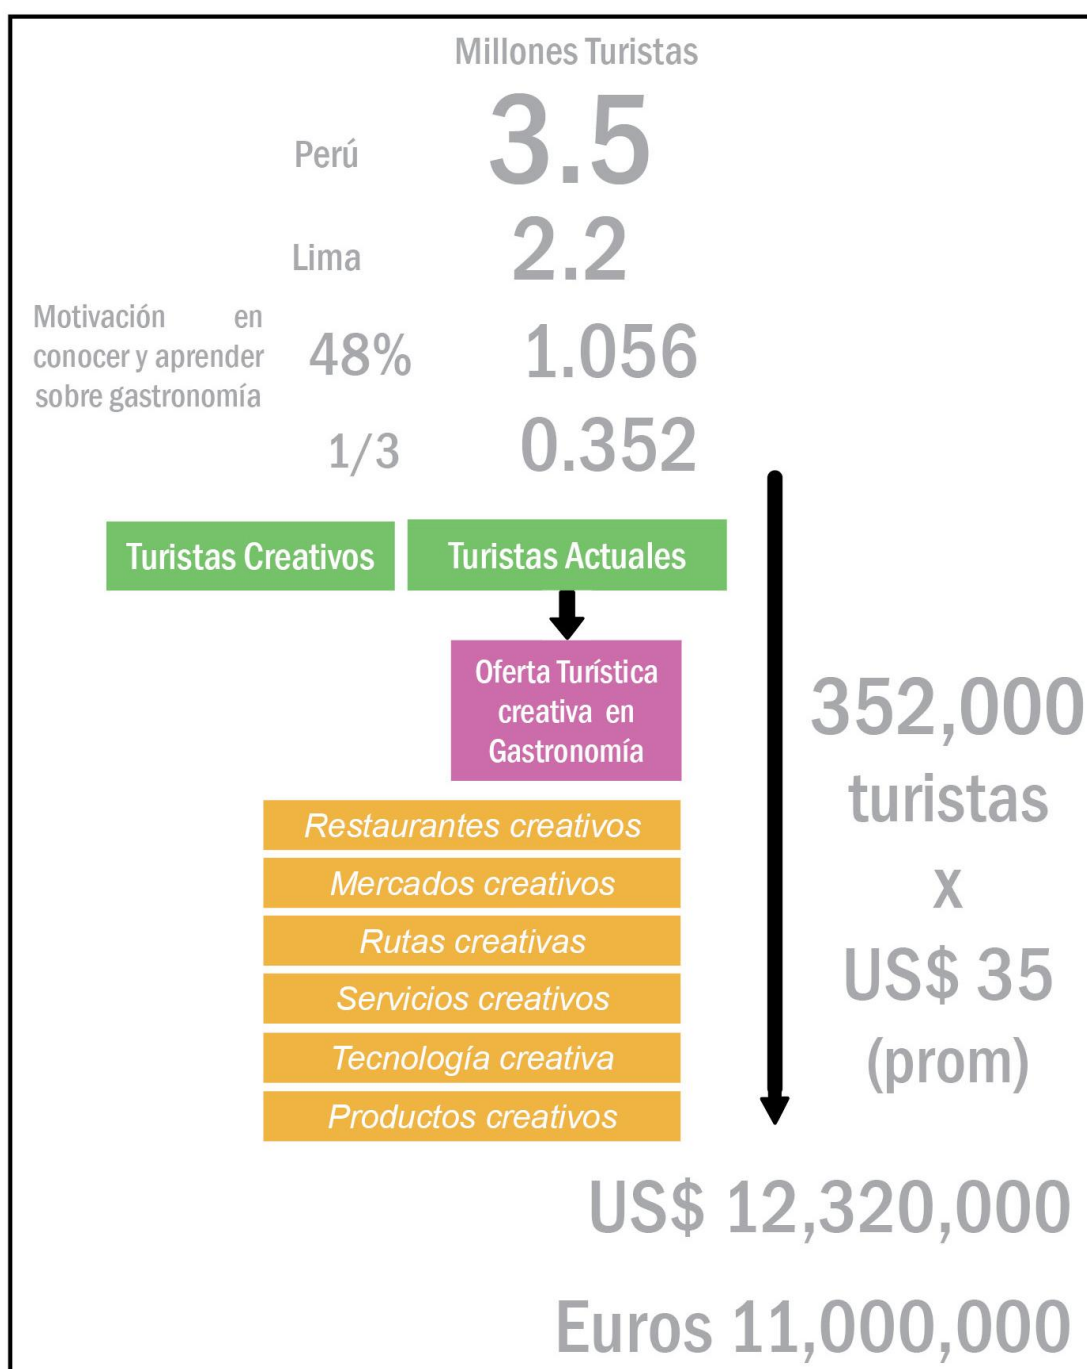 Millones Turistas
Perú 3.5
Lima 2.2
Motivación en
conocer y aprender
sobre gastronomía
48% 1.056
1/3 0.352
Turistas Creativos
Turistas Actuales
Oferta Turística
creativa en
Gastronomía
Restaurantes creativos
Mercados creativos
Rutas creativas
Servicios creativos
Tecnología creativa
Productos creativos
352,000
turistas
x
US$ 35
(prom)
US$ 12,320,000
Euros 11,000,000